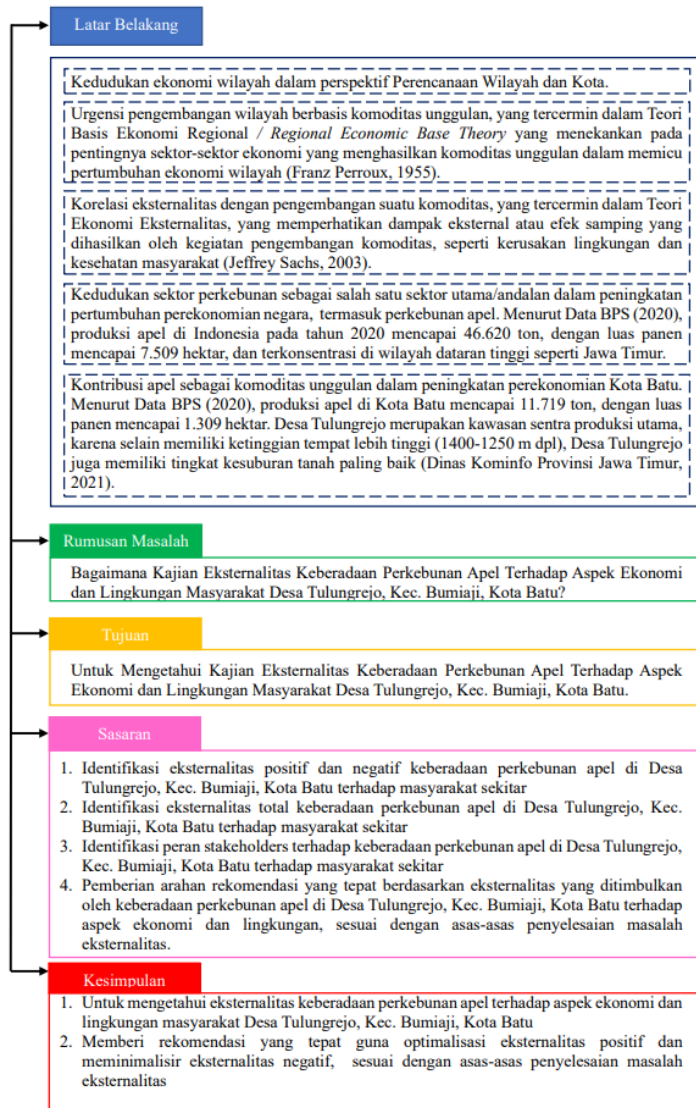 Latar Belakang
Kedudukan ekonomi wilayah dalam perspektif Perencanaan Wilayah dan Kota.
Urgensi pengembangan wilayah berbasis komoditas unggulan, yang tercermin dalam Teori
Basis Ekonomi Regional / Regional Economic Base Theory yang menekankan pada
pentingnya sektor-sektor ekonomi yang menghasilkan komoditas unggulan dalam memicu
pertumbuhan ekonomi wilayah (Franz Perroux, 1955).
Korelasi eksternalitas dengan pengembangan suatu komoditas, yang tercermin dalam Teori
Ekonomi Eksternalitas, yang memperhatikan dampak eksternal atau efek samping yang
dihasilkan oleh kegiatan pengembangan komoditas, seperti kerusakan lingkungan dan
kesehatan masyarakat (Jeffrey Sachs, 2003).
Kedudukan sektor perkebunan sebagai salah satu sektor utama/andalan dalam peningkatan
pertumbuhan perekonomian negara, termasuk perkebunan apel. Menurut Data BPS (2020),
produksi apel di Indonesia pada tahun 2020 mencapai 46.620 ton, dengan luas panen
mencapai 7.509 hektar, dan terkonsentrasi di wilayah dataran tinggi seperti Jawa Timur.
Kontribusi apel sebagai komoditas unggulan dalam peningkatan perekonomian Kota Batu.
Menurut Data BPS (2020), produksi apel di Kota Batu mencapai 11.719 ton, dengan luas
panen mencapai 1.309 hektar. Desa Tulungrejo merupakan kawasan sentra produksi utama,
karena selain memiliki ketinggian tempat lebih tinggi (1400-1250 m dpl), Desa Tulungrejo
juga memiliki tingkat kesuburan tanah paling baik (Dinas Kominfo Provinsi Jawa Timur,
2021).
Rumusan Masalah
Bagaimana Kajian Eksternalitas Keberadaan Perkebunan Apel Terhadap Aspek Ekonomi
dan Lingkungan Masyarakat Desa Tulungrejo, Kec. Bumiaji, Kota Batu?
Tujuan
Untuk Mengetahui Kajian Eksternalitas Keberadaan Perkebunan Apel Terhadap Aspek
Ekonomi dan Lingkungan Masyarakat Desa Tulungrejo, Kec. Bumiaji, Kota Batu.
Sasaran
1. Identifikasi eksternalitas positif dan negatif keberadaan perkebunan apel di Desa
Tulungrejo, Kec. Bumiaji, Kota Batu terhadap masyarakat sekitar
2. Identifikasi eksternalitas total keberadaan perkebunan apel di Desa Tulungrejo, Kec.
Bumiaji, Kota Batu terhadap masyarakat sekitar
3. Identifikasi peran stakeholders terhadap keberadaan perkebunan apel di Desa Tulungrejo,
Kec. Bumiaji, Kota Batu terhadap masyarakat sekitar
4. Pemberian arahan rekomendasi yang tepat berdasarkan eksternalitas yang ditimbulkan
oleh keberadaan perkebunan apel di Desa Tulungrejo, Kec. Bumiaji, Kota Batu terhadap
aspek ekonomi dan lingkungan, sesuai dengan asas-asas penyelesaian masalah
eksternalitas.
Kesimpulan
1. Untuk mengetahui eksternalitas keberadaan perkebunan apel terhadap aspek ekonomi dan
lingkungan masyarakat Desa Tulungrejo, Kec. Bumiaji, Kota Batu
2. Memberi rekomendasi yang tepat guna optimalisasi eksternalitas positif dan
meminimalisir eksternalitas negatif, sesuai dengan asas-asas penyelesaian masalah
eksternalitas